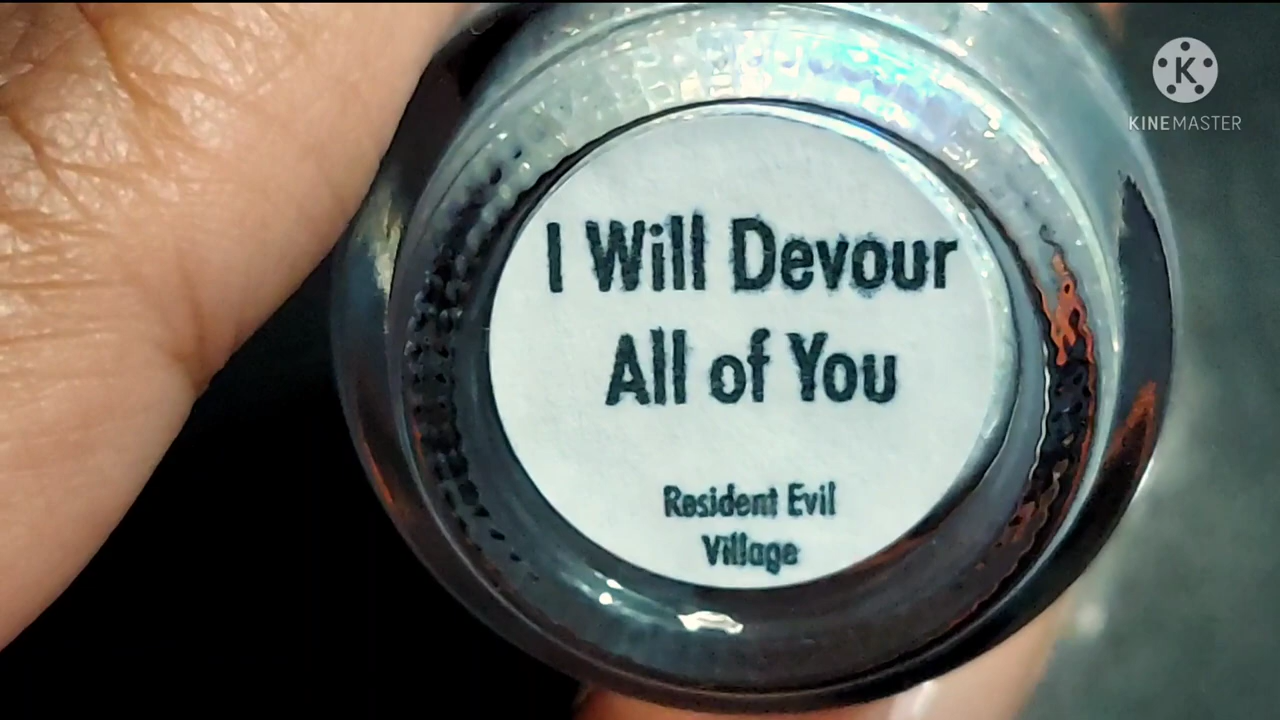 K
KINEMASTER
I Will Devour
All of You
Resident Evil
Village